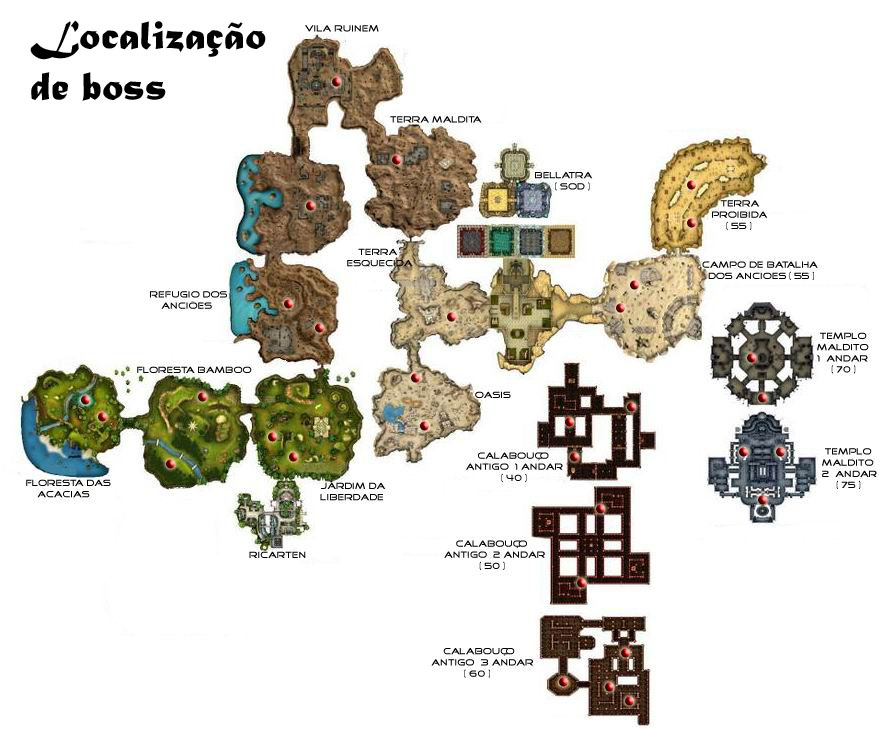 Localização
de boss
VILA RUINEM
TERRA MALDITA
BELLATRA
(SOD)
TERRA
PROIBIDA
(55)
TERRA
ESQUECIDA
CAMPO DE BATALHA
DOS ANCIOES (55)
REFUGIO DOS
ANCIÕES
TEMPLO
MALDITO
1 ANDAR
(70)
FLORESTA BAMBOO
OASIS
CALABOUÇO
ANTIGO 1 ANDAR
(40)
TEMPLO
MALDITO
2 ANDAR
(75)
FLORESTA DAS
ACACIAS
JARDIM DA
LIBERDADE
RICARTEN
CALABOUÇO
ANTIGO 2 ANDAR
(50)
CALABOUÇO
ANTIGO 3 ANDAR
(60)